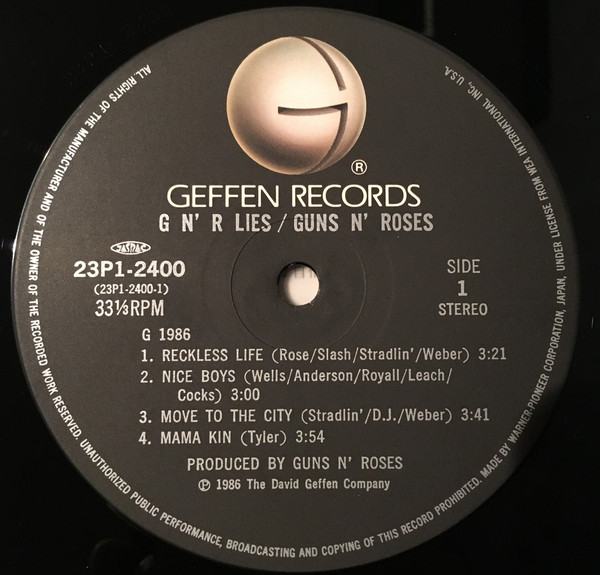 GEFFEN RECORDS
®
G N' R LIES / GUNS N' ROSES
JASRAC
23P1-2400
(23P1-2400-1)
33⅓RPM
SIDE
1
STEREO
G 1986
1. RECKLESS LIFE (Rose/Slash/Stradlin'/Weber) 3:21
2. NICE BOYS (Wells/Anderson/Royall/Leach/
Cocks) 3:00
3. MOVE TO THE CITY (Stradlin'/D.J./Weber) 3:41
4. MAMA KIN (Tyler) 3:54
PRODUCED BY GUNS N' ROSES
℗ 1986 The David Geffen Company
ALL RIGHTS OF THE MANUFACTURER AND OF THE OWNER OF THE RECORDED WORK RESERVED. UNAUTHORIZED PUBLIC PERFORMANCE, BROADCASTING AND COPYING OF THIS RECORD PROHIBITED. MADE BY WARNER-PIONEER CORPORATION, JAPAN, UNDER LICENSE FROM WEA INTERNATIONAL INC., U.S.A.